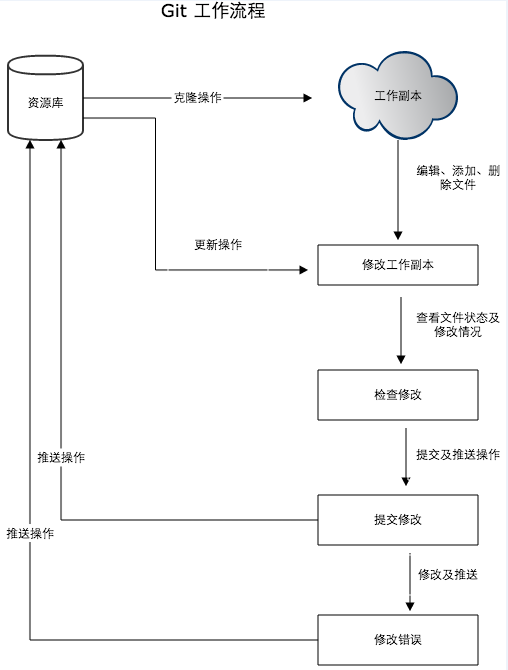 Git 工作流程
资源库
克隆操作
工作副本
编辑、添加、删
除文件
更新操作
修改工作副本
查看文件状态及
修改情况
检查修改
推送操作
提交及推送操作
提交修改
推送操作
修改及推送
修改错误